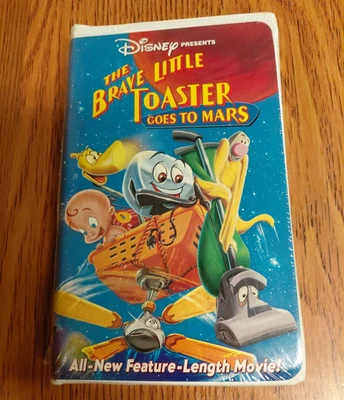 Disney PRESENTS
THE
BRAVE LITTLE
TOASTER
GOES TO MARS
All-New Feature-Length Movie!